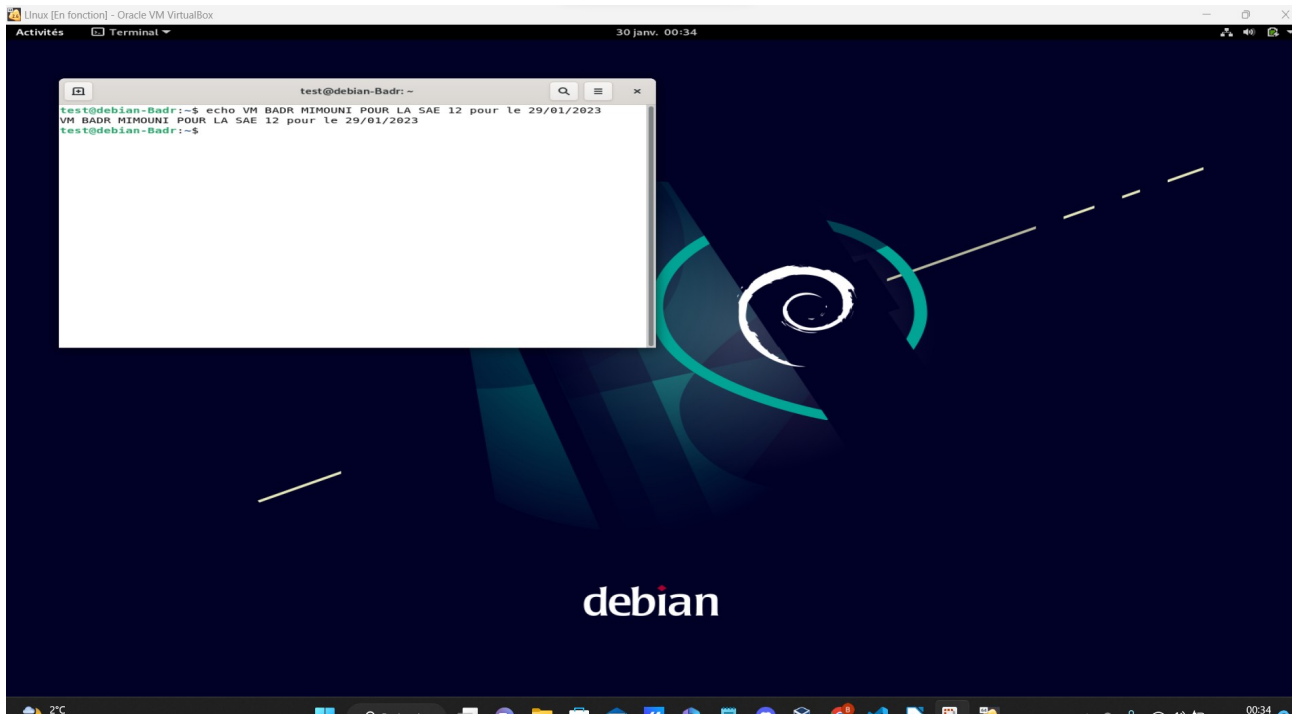 LInux [En fonction] - Oracle VM VirtualBox
Activités Terminal 30 janv. 00:34
test@debian-Badr: ~
test@debian-Badr:~$ echo VM BADR MIMOUNI POUR LA SAE 12 pour le 29/01/2023
VM BADR MIMOUNI POUR LA SAE 12 pour le 29/01/2023
test@debian-Badr:~$
debian
2°C 00:34